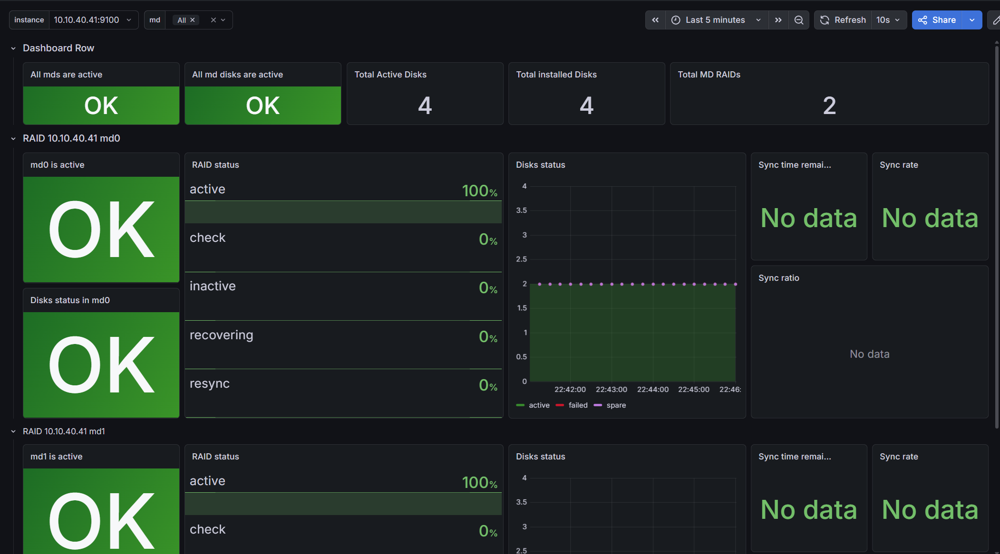 instance 10.10.40.41:9100 md All Last 5 minutes Refresh 10s Share
Dashboard Row
All mds are active
OK
All md disks are active
OK
Total Active Disks
4
Total installed Disks
4
Total MD RAIDs
2
RAID 10.10.40.41 md0
md0 is active
OK
Disks status in md0
OK
RAID status
active 100%
check 0%
inactive 0%
recovering 0%
resync 0%
Disks status
4
3.5
3
2.5
2
1.5
1
0.5
0
22:42:00 22:43:00 22:44:00 22:45:00 22:46:
active failed spare
Sync time remai...
No data
Sync rate
No data
Sync ratio
No data
RAID 10.10.40.41 md1
md1 is active
OK
RAID status
active 100%
check 0%
Disks status
4
3.5
3
2.5
Sync time remai...
No data
Sync rate
No data